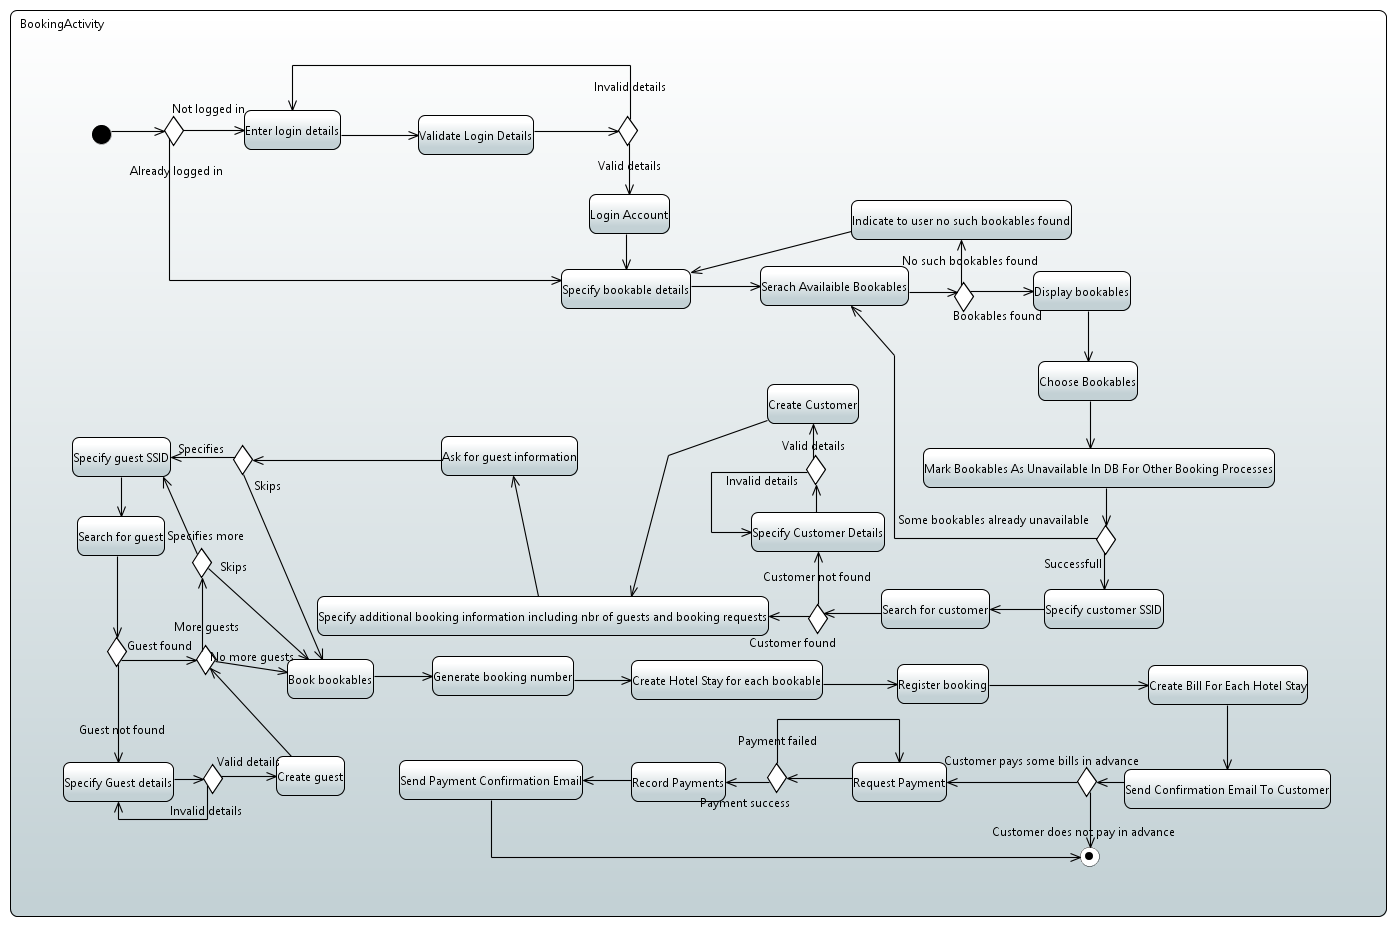 BookingActivity
Invalid details
Not logged in
Enter login details
Validate Login Details
Already logged in
Valid details
Login Account
Indicate to user no such bookables found
No such bookables found
Specify bookable details
Serach Availaible Bookables
Display bookables
Bookables found
Choose Bookables
Create Customer
Valid details
Specifies
Specify guest SSID
Ask for guest information
Mark Bookables As Unavailable In DB For Other Booking Processes
Invalid details
Skips
Some bookables already unavailable
Search for guest
Specifies more
Specify Customer Details
Skips
Successfull
Customer not found
Specify additional booking information including nbr of guests and booking requests
Search for customer
Specify customer SSID
More guests
Customer found
Guest found
No more guests
Book bookables
Generate booking number
Create Hotel Stay for each bookable
Register booking
Create Bill For Each Hotel Stay
Guest not found
Payment failed
Valid details
Customer pays some bills in advance
Specify Guest details
Create guest
Send Payment Confirmation Email
Record Payments
Request Payment
Send Confirmation Email To Customer
Payment success
Invalid details
Customer does not pay in advance